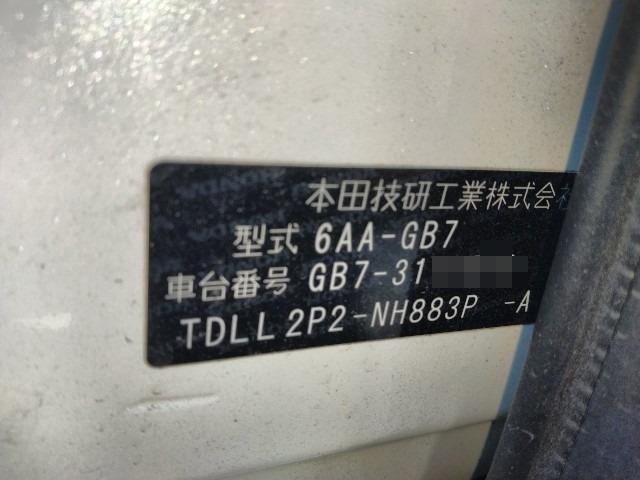 本田技研工業株式会社
型式 6AA-GB7
車台番号 GB7-31
TDLL 2P2-NH883P -A